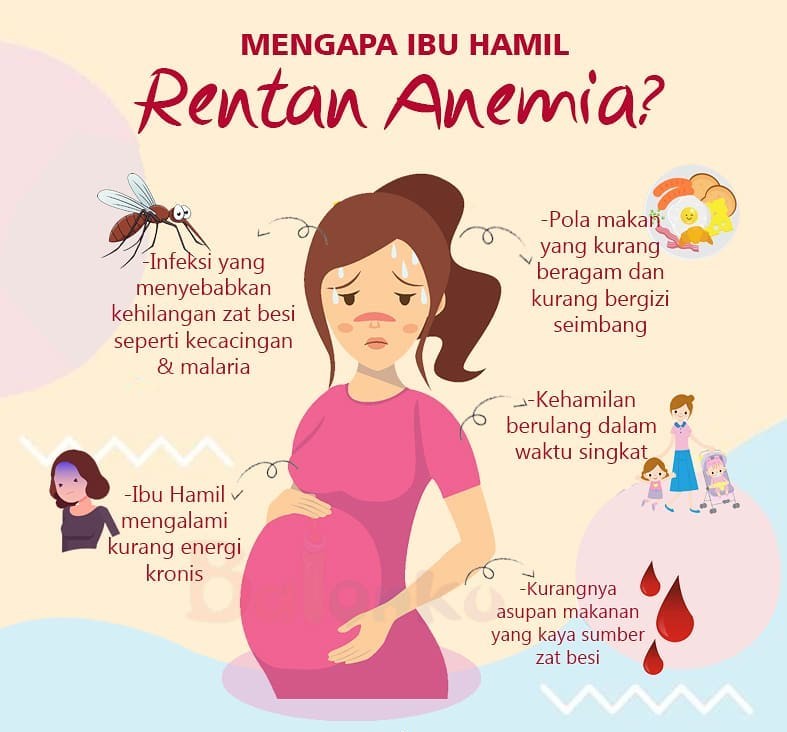 MENGAPA IBU HAMIL
Rentan Anemia?
-Infeksi yang
menyebabkan
kehilangan zat besi
seperti kecacingan
& malaria
-Pola makan
yang kurang
beragam dan
kurang bergizi
seimbang
-Kehamilan
berulang dalam
waktu singkat
-Ibu Hamil
mengalami
kurang energi
kronis
-Kurangnya
asupan makanan
yang kaya sumber
zat besi